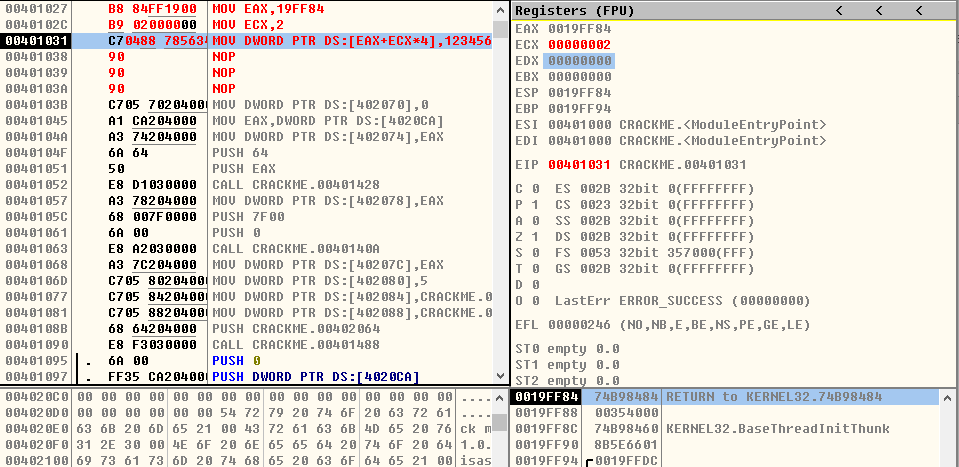 00401027 B8 84FF1900 MOV EAX,19FF84
0040102C B9 02000000 MOV ECX,2
00401031 C70488 785634 MOV DWORD PTR DS:[EAX+ECX*4],123456
00401038 90 NOP
00401039 90 NOP
0040103A 90 NOP
0040103B C705 70204000 MOV DWORD PTR DS:[402070],0
00401045 A1 CA204000 MOV EAX,DWORD PTR DS:[4020CA]
0040104A A3 74204000 MOV DWORD PTR DS:[402074],EAX
0040104F 6A 64 PUSH 64
00401051 50 PUSH EAX
00401052 E8 D1030000 CALL CRACKME.00401428
00401057 A3 78204000 MOV DWORD PTR DS:[402078],EAX
0040105C 68 007F0000 PUSH 7F00
00401061 6A 00 PUSH 0
00401063 E8 A2030000 CALL CRACKME.0040140A
00401068 A3 7C204000 MOV DWORD PTR DS:[40207C],EAX
0040106D C705 80204000 MOV DWORD PTR DS:[402080],5
00401077 C705 84204000 MOV DWORD PTR DS:[402084],CRACKME.0
00401081 C705 88204000 MOV DWORD PTR DS:[402088],CRACKME.0
0040108B 68 64204000 PUSH CRACKME.00402064
00401090 E8 F3030000 CALL CRACKME.00401488
00401095 . 6A 00 PUSH 0
00401097 . FF35 CA204000 PUSH DWORD PTR DS:[4020CA]
Registers (FPU) < < <
EAX 0019FF84
ECX 00000002
EDX 00000000
EBX 00000000
ESP 0019FF84
EBP 0019FF94
ESI 00401000 CRACKME.<ModuleEntryPoint>
EDI 00401000 CRACKME.<ModuleEntryPoint>
EIP 00401031 CRACKME.00401031
C 0 ES 002B 32bit 0(FFFFFFFF)
P 1 CS 0023 32bit 0(FFFFFFFF)
A 0 SS 002B 32bit 0(FFFFFFFF)
Z 1 DS 002B 32bit 0(FFFFFFFF)
S 0 FS 0053 32bit 357000(FFF)
T 0 GS 002B 32bit 0(FFFFFFFF)
D 0
O 0 LastErr ERROR_SUCCESS (00000000)
EFL 00000246 (NO,NB,E,BE,NS,PE,GE,LE)
ST0 empty 0.0
ST1 empty 0.0
ST2 empty 0.0
004020C0 00 00 00 00 00 00 00 00 00 00 .....
004020D0 00 00 00 00 54 72 79 20 74 6F 20 63 72 61 .....
004020E0 63 6B 20 6D 65 21 00 43 72 61 63 6B 4D 65 20 76 ck m
004020F0 31 2E 30 00 4E 6F 20 6E 65 65 64 20 74 6F 20 64 1.0.
00402100 69 73 61 73 6D 20 74 68 65 20 63 6F 64 65 21 00 isas
0019FF84 74B98484 RETURN to KERNEL32.74B98484
0019FF88 00354000
0019FF8C 74B98460 KERNEL32.BaseThreadInitThunk
0019FF90 8B5E6601
0019FF94 0019FFDC